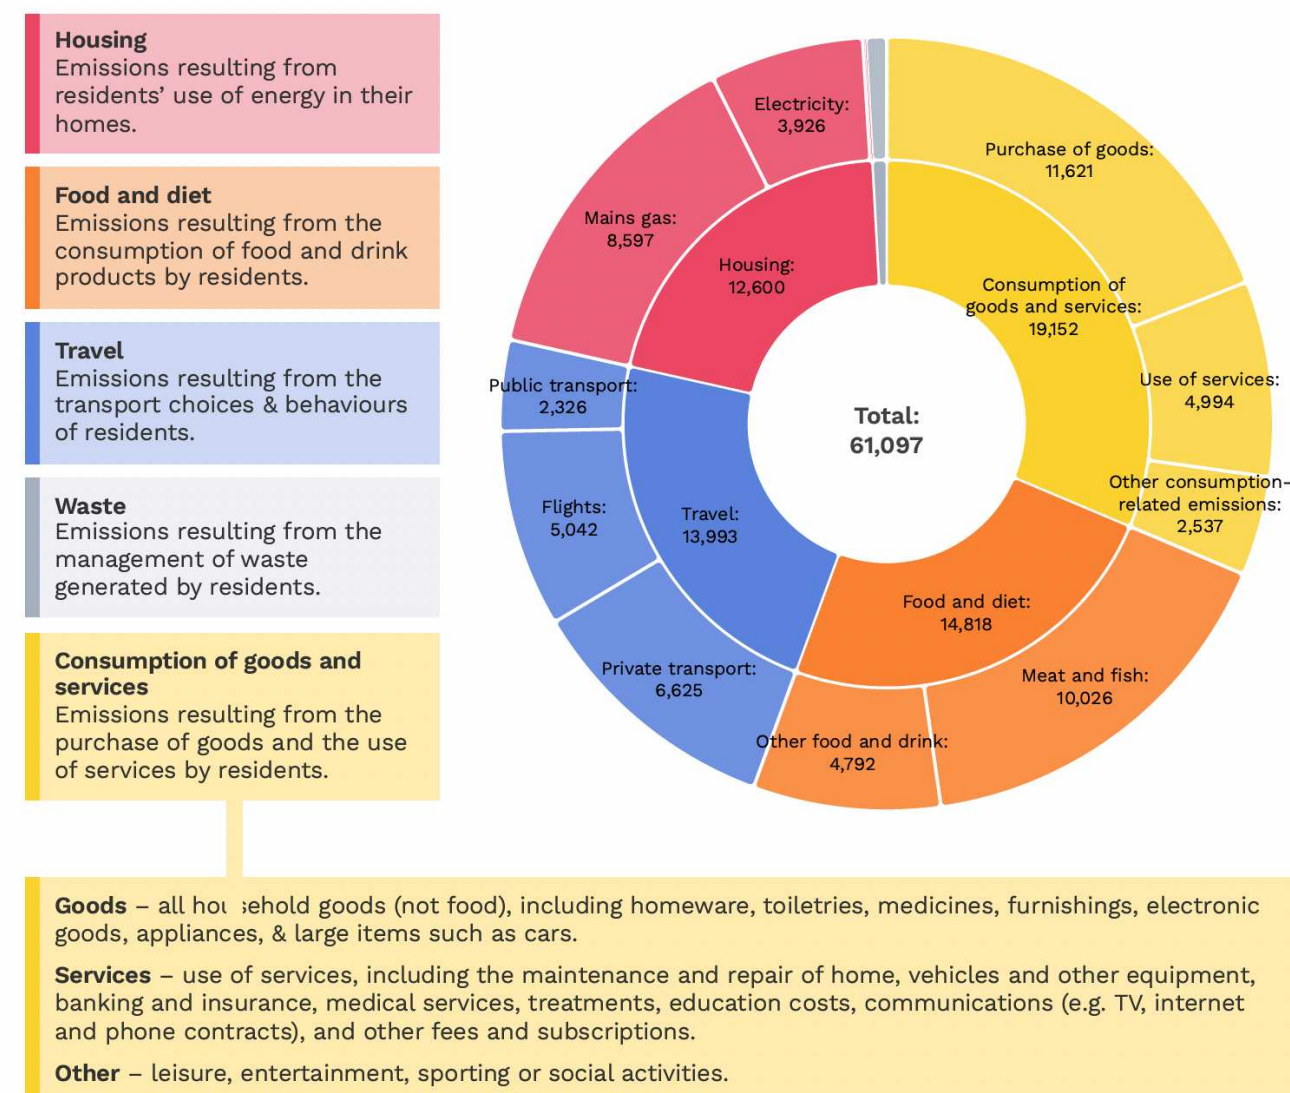 Housing
Emissions resulting from
residents’ use of energy in their
homes.
Food and diet
Emissions resulting from the
consumption of food and drink
products by residents.
Travel
Emissions resulting from the
transport choices & behaviours
of residents.
Waste
Emissions resulting from the
management of waste
generated by residents.
Consumption of goods and
services
Emissions resulting from the
purchase of goods and the use
of services by residents.
Electricity:
3,926
Purchase of goods:
11,621
Mains gas:
8,597
Housing:
12,600
Consumption of
goods and services:
19,152
Public transport:
2,326
Use of services:
4,994
Total:
61,097
Other consumption-
related emissions:
2,537
Flights:
5,042
Travel:
13,993
Food and diet:
14,818
Private transport:
6,625
Meat and fish:
10,026
Other food and drink:
4,792
Goods – all hou sehold goods (not food), including homeware, toiletries, medicines, furnishings, electronic
goods, appliances, & large items such as cars.
Services – use of services, including the maintenance and repair of home, vehicles and other equipment,
banking and insurance, medical services, treatments, education costs, communications (e.g. TV, internet
and phone contracts), and other fees and subscriptions.
Other – leisure, entertainment, sporting or social activities.